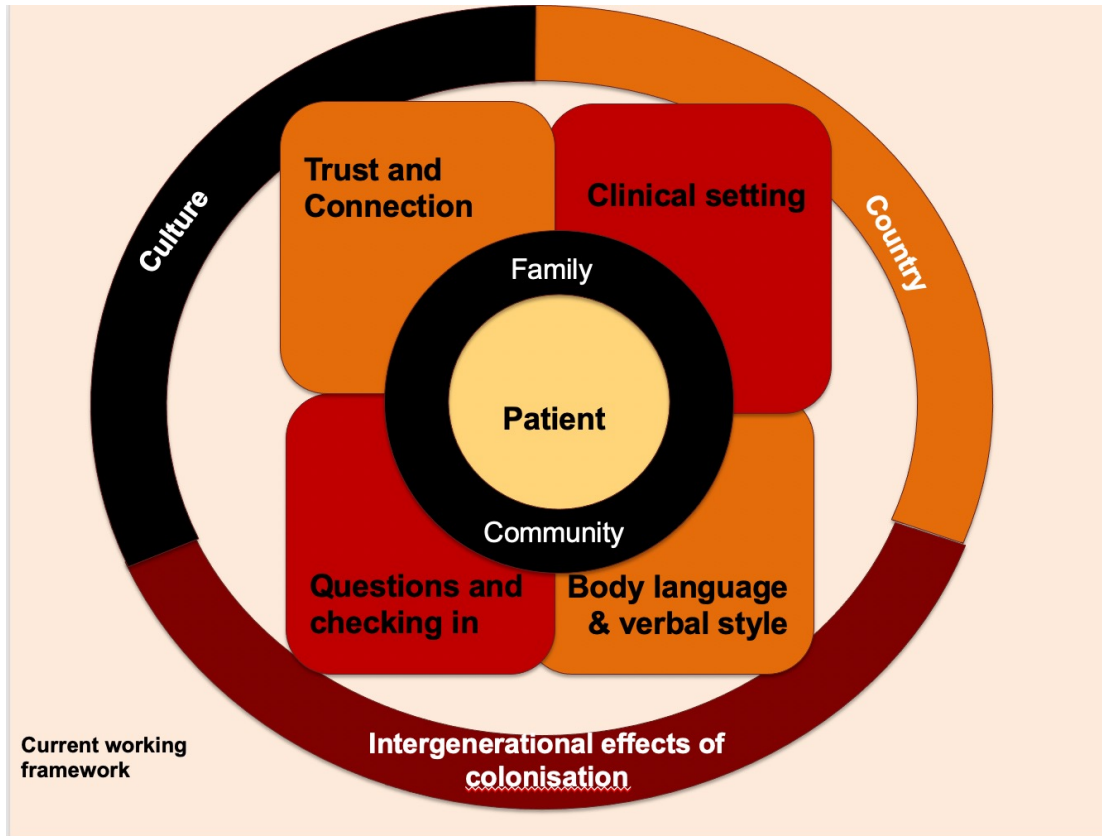 Culture
Trust and
Connection
Clinical setting
Country
Family
Patient
Community
Questions and
checking in
Body language
& verbal style
Intergenerational effects of
colonisation
Current working
framework